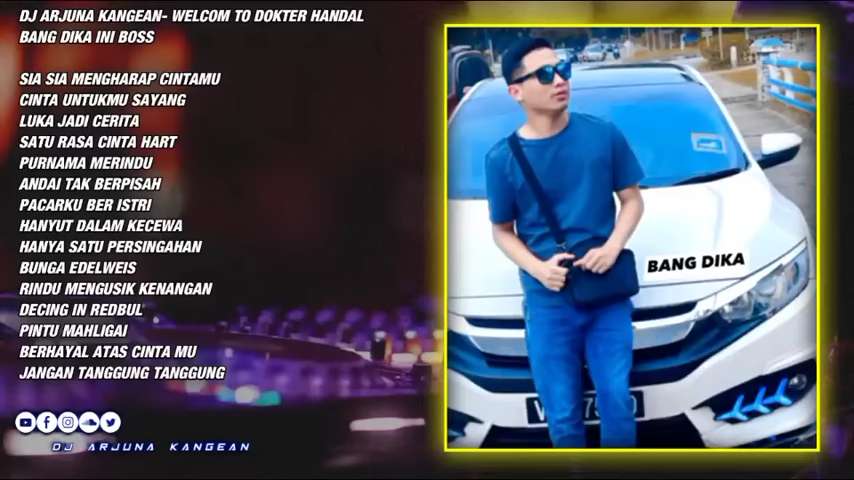 DJ ARJUNA KANGEAN- WELCOM TO DOKTER HANDAL
BANG DIKA INI BOSS
SIA SIA MENGHARAP CINTAMU
CINTA UNTUKMU SAYANG
LUKA JADI CERITA
SATU RASA CINTA HART
PURNAMA MERINDU
ANDAI TAK BERPISAH
PACARKU BER ISTRI
HANYUT DALAM KECEWA
HANYA SATU PERSINGAHAN
BUNGA EDELWEIS
RINDU MENGUSIK KENANGAN
DECING IN REDBUL
PINTU MAHLIGAI
BERHAYAL ATAS CINTA MU
JANGAN TANGGUNG TANGGUNG
DJ ARJUNA KANGEAN
BANG DIKA